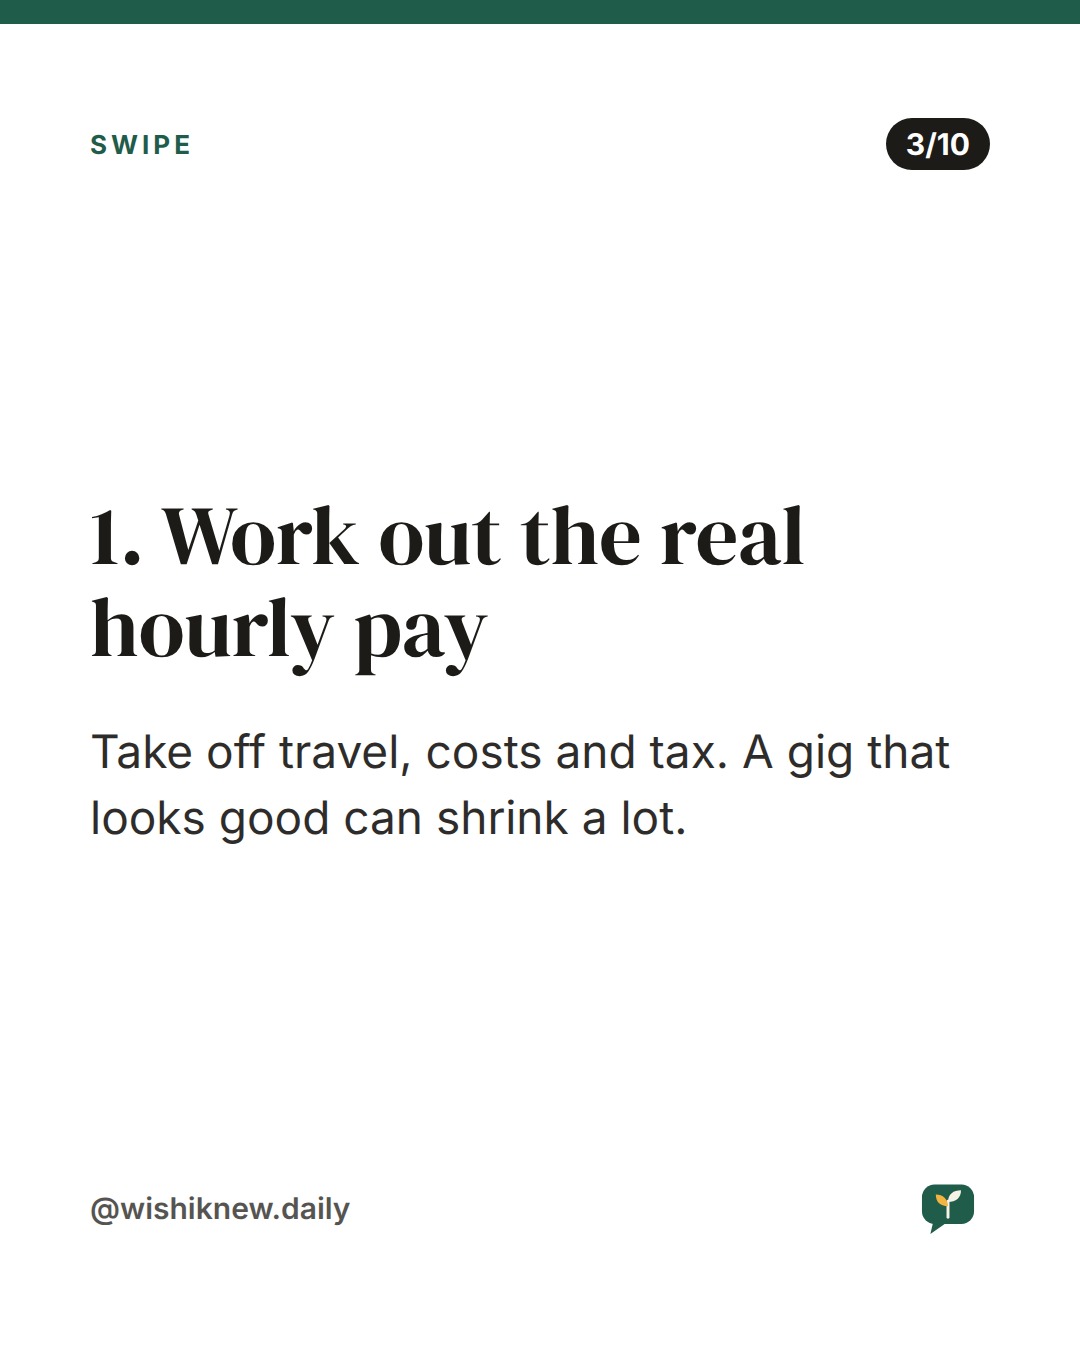 SWIPE
3/10
1. Work out the real
hourly pay
Take off travel, costs and tax. A gig that
looks good can shrink a lot.
@wishiknew.daily